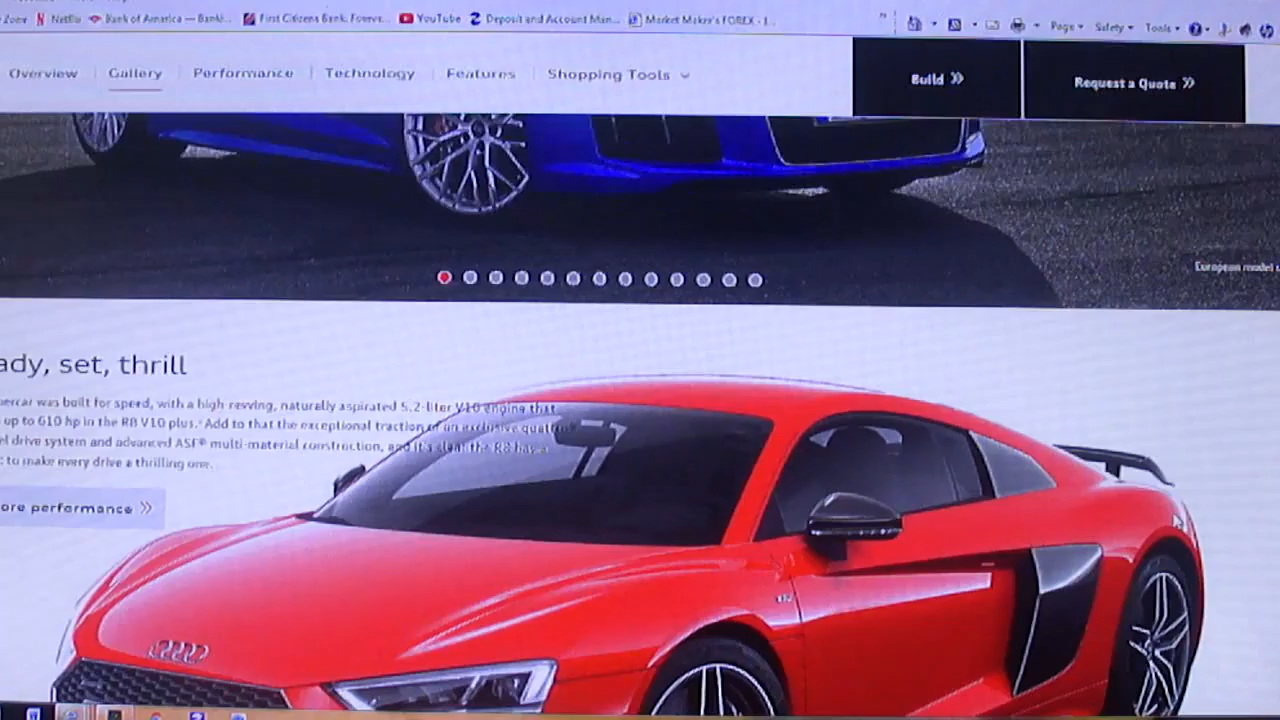 Zone Netflix Bank of America — Banki... First Citizens Bank, Forever... YouTube Deposit and Account Man... Market Maker's FOREX - I...
Page Safety Tools
Overview Gallery Performance Technology Features Shopping Tools Build Request a Quote
European model
ady, set, thrill
percar was built for speed, with a high revving, naturally aspirated 5.2-liter V10 engine that
up to 610 hp in the R8 V10 plus. Add to that the exceptional traction of an exclusive quattro
el drive system and advanced ASF® multi-material construction, and it's clear the R8 has
to make every drive a thrilling one.
ore performance
V10